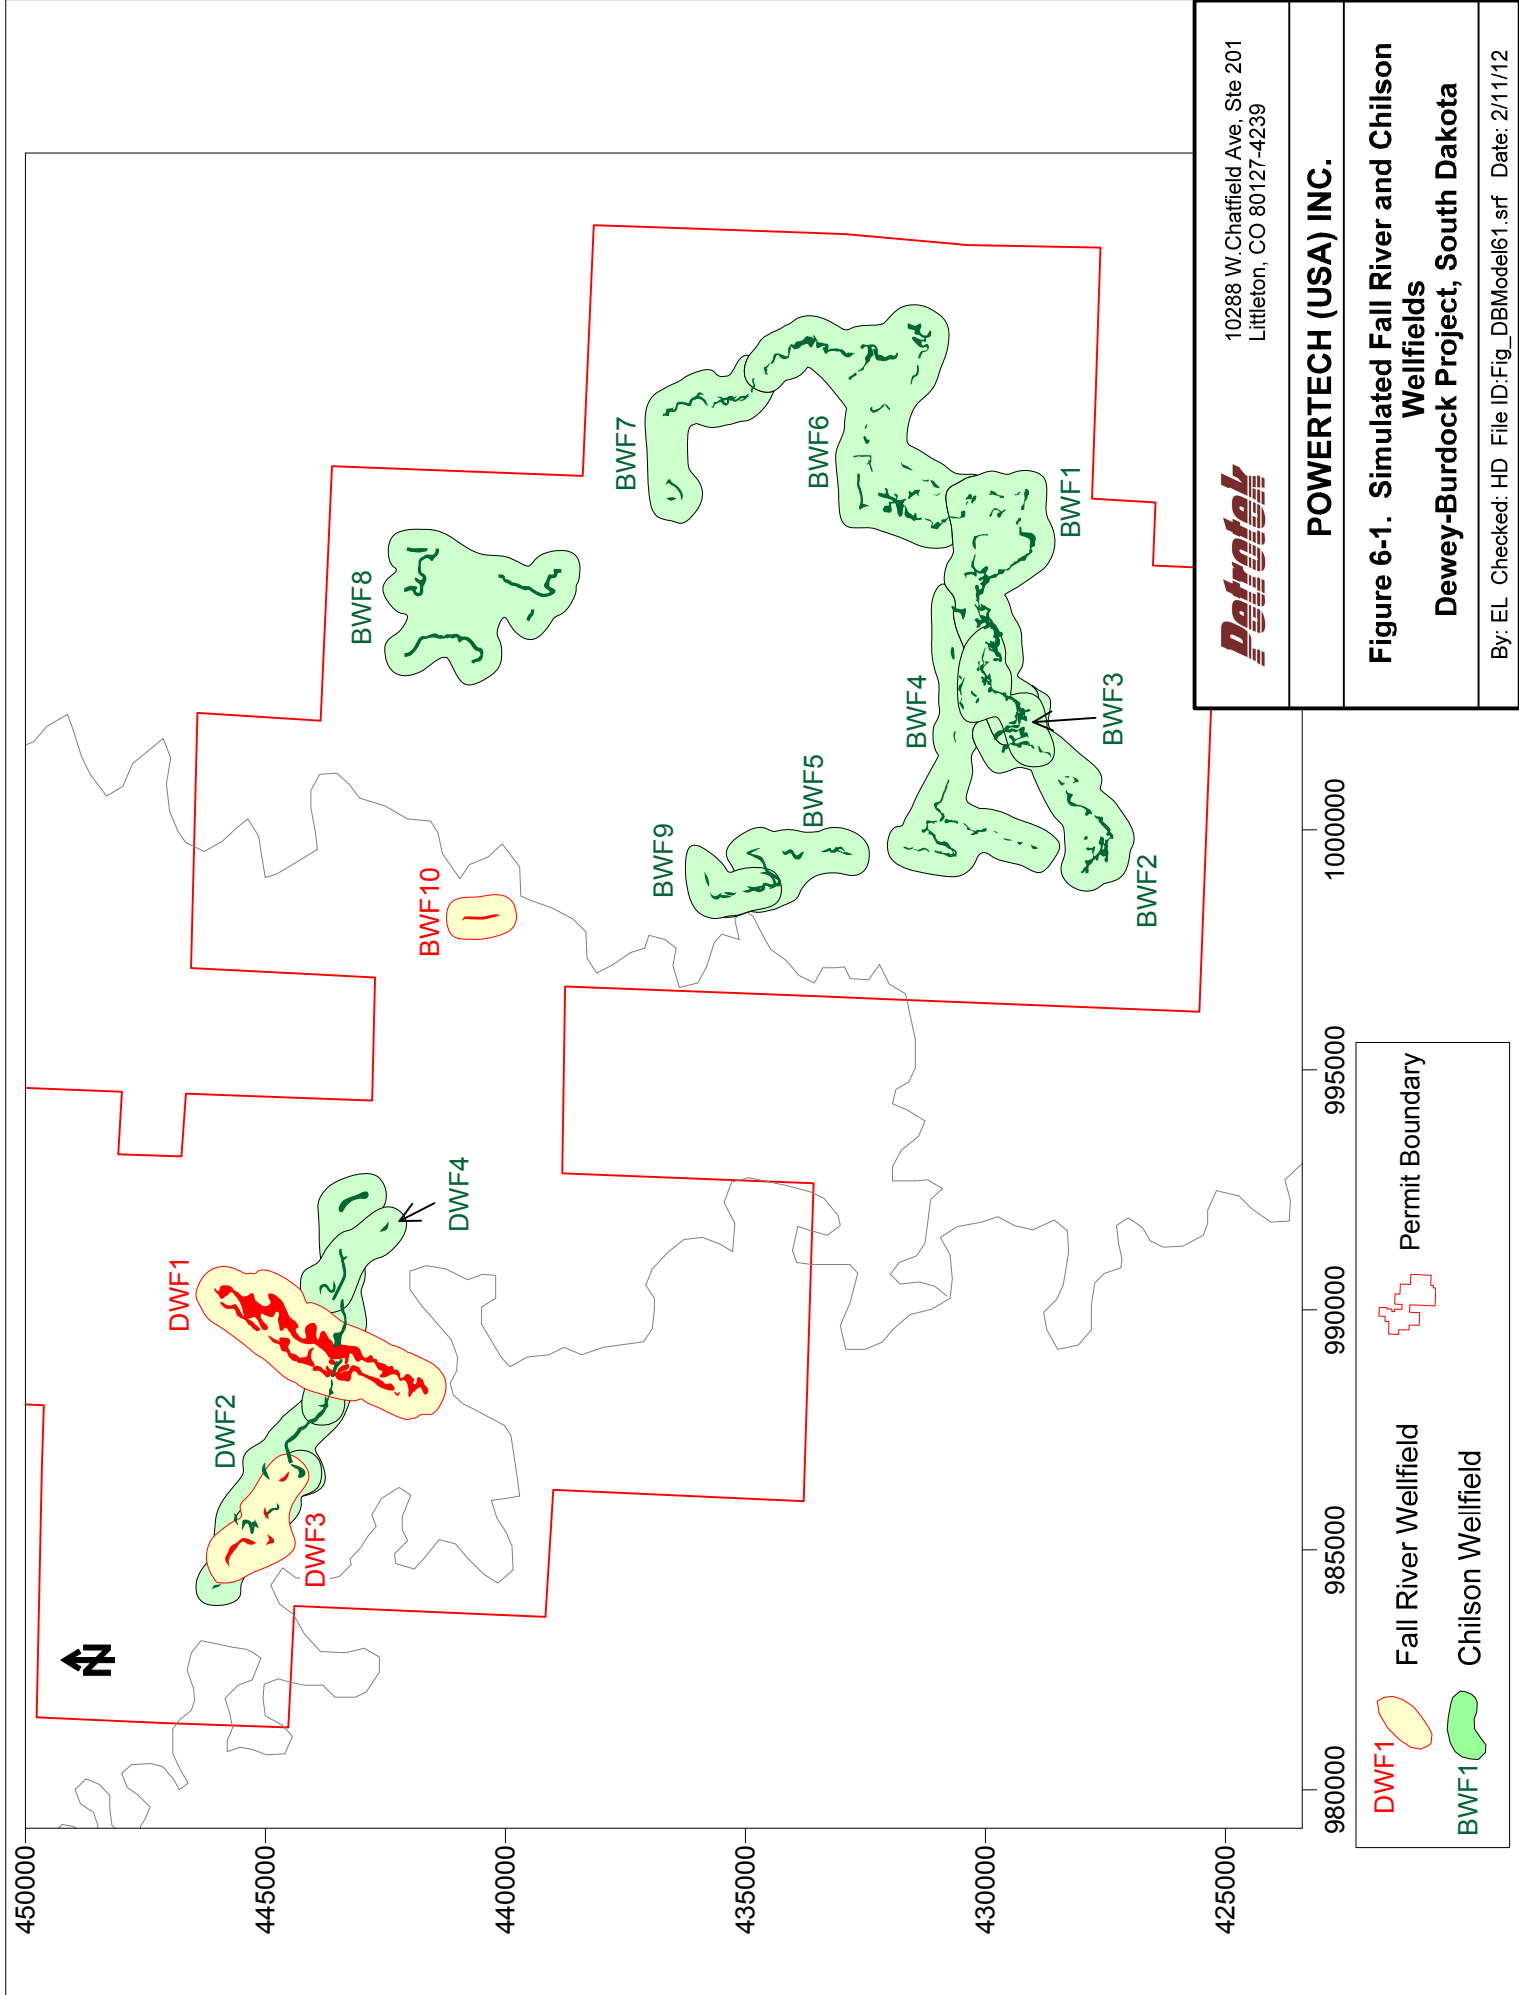 450000
445000
440000
435000
430000
425000
980000
985000
990000
995000
1000000
N
DWF1
DWF2
DWF3
DWF4
BWF10
BWF8
BWF7
BWF6
BWF9
BWF5
BWF4
BWF1
BWF3
BWF2
DWF1
Fall River Wellfield
Permit Boundary
BWF1
Chilson Wellfield
Petrotek
10288 W.Chatfield Ave, Ste 201
Littleton, CO 80127-4239
POWERTECH (USA) INC.
Figure 6-1. Simulated Fall River and Chilson
Wellfields
Dewey-Burdock Project, South Dakota
By: EL Checked: HD File ID:Fig_DBModel61.srf Date: 2/11/12